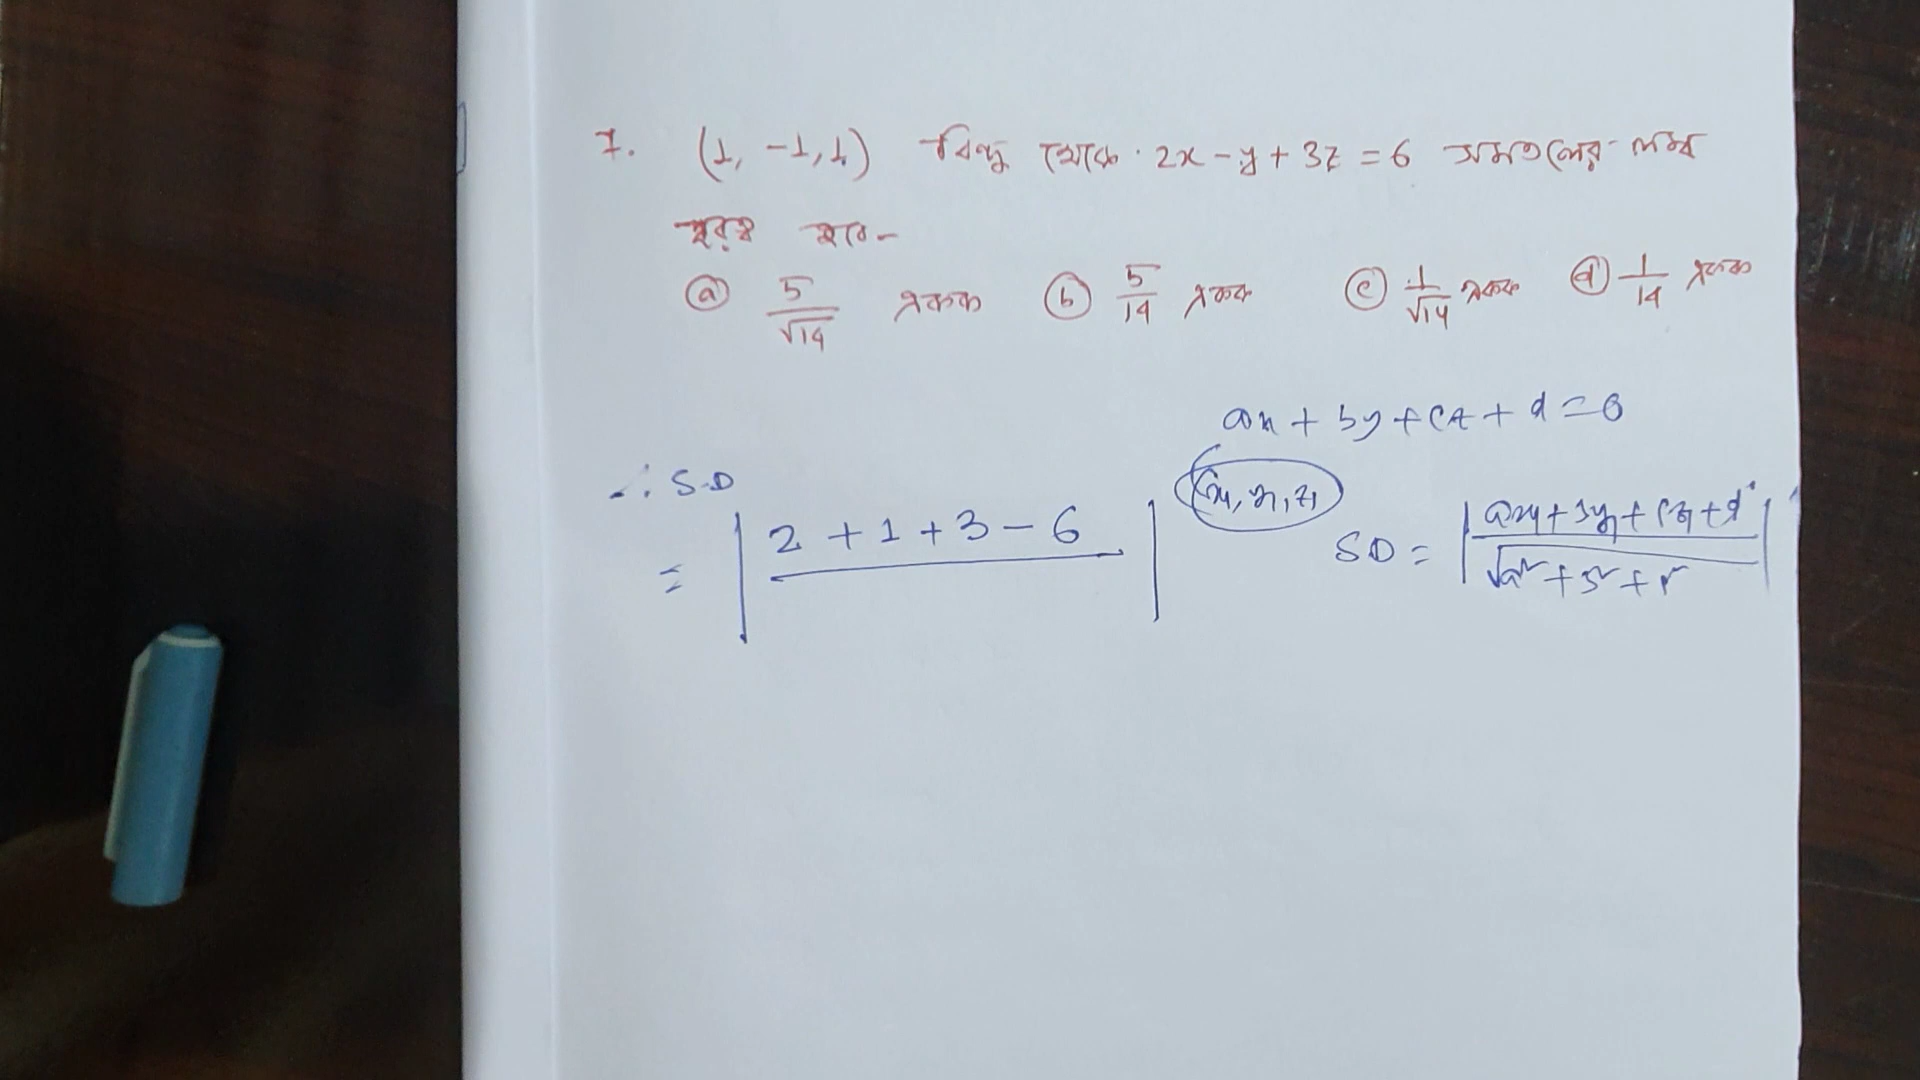 7. (1, -1, 1) বিন্দু থেকে 2x - y + 3z = 6 সমতলের লম্ব
দূরত্ব হবে-
ⓐ 5/√14 একক ⓑ 5/14 একক ⓒ 1/√14 একক ⓓ 1/14 একক
ax + by + cz + d = 0
(x₁, y₁, z₁)
SD = |(ax₁ + by₁ + cz₁ + d)/√(a² + b² + c²)|
∴ S.D
= |2 + 1 + 3 - 6|